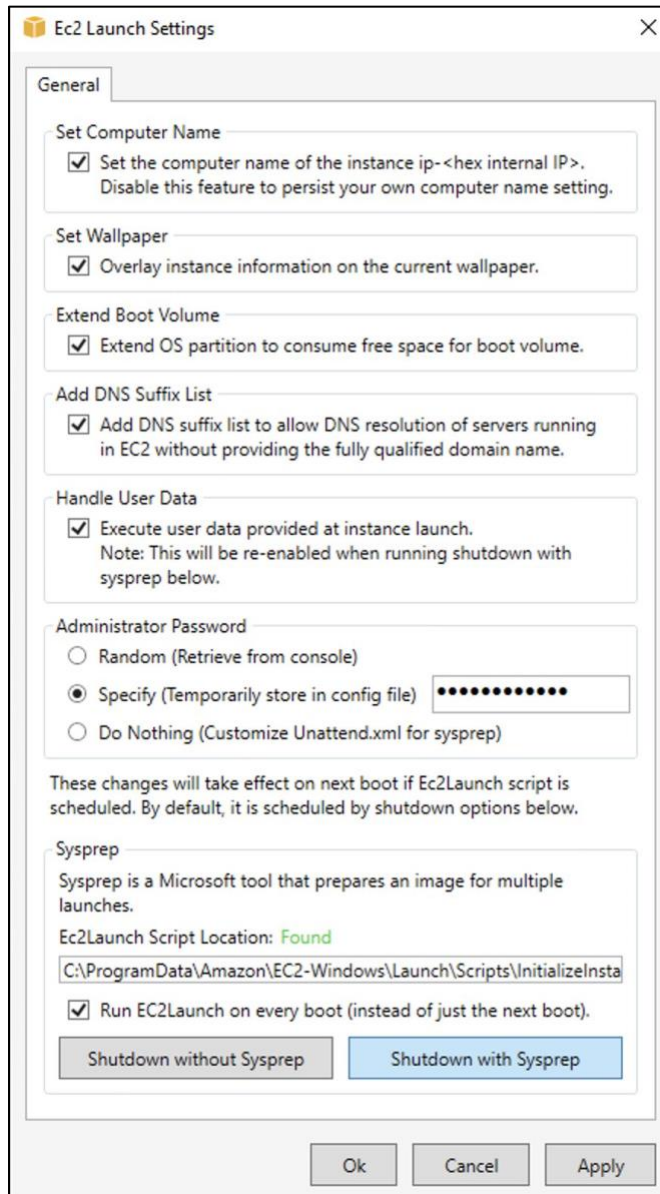 Ec2 Launch Settings
General
Set Computer Name
Set the computer name of the instance ip-<hex internal IP>.
Disable this feature to persist your own computer name setting.
Set Wallpaper
Overlay instance information on the current wallpaper.
Extend Boot Volume
Extend OS partition to consume free space for boot volume.
Add DNS Suffix List
Add DNS suffix list to allow DNS resolution of servers running
in EC2 without providing the fully qualified domain name.
Handle User Data
Execute user data provided at instance launch.
Note: This will be re-enabled when running shutdown with
sysprep below.
Administrator Password
Random (Retrieve from console)
Specify (Temporarily store in config file) ••••••••••••
Do Nothing (Customize Unattend.xml for sysprep)
These changes will take effect on next boot if Ec2Launch script is
scheduled. By default, it is scheduled by shutdown options below.
Sysprep
Sysprep is a Microsoft tool that prepares an image for multiple
launches.
Ec2Launch Script Location: Found
C:\ProgramData\Amazon\EC2-Windows\Launch\Scripts\InitializeInsta
Run EC2Launch on every boot (instead of just the next boot).
Shutdown without Sysprep Shutdown with Sysprep
Ok Cancel Apply